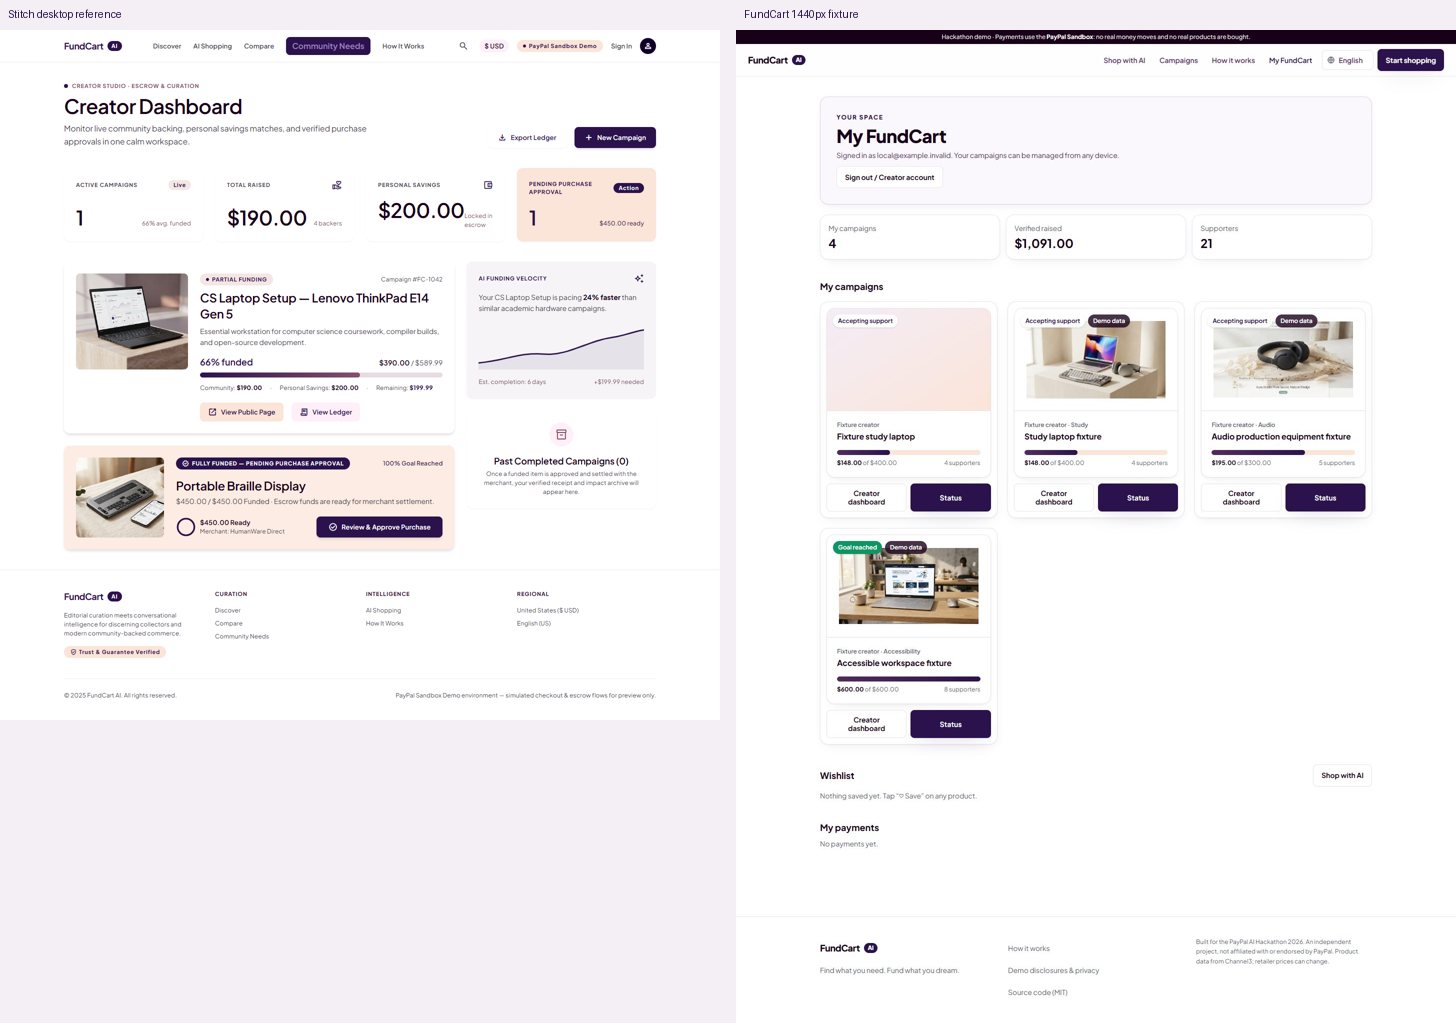 Stitch desktop reference
FundCart AI
Discover
AI Shopping
Compare
Community Needs
How It Works
$ USD
PayPal Sandbox Demo
Sign In
CREATOR STUDIO · ESCROW & CURATION
Creator Dashboard
Monitor live community backing, personal savings matches, and verified purchase
approvals in one calm workspace.
Export Ledger
New Campaign
ACTIVE CAMPAIGNS
Live
1
66% avg. funded
TOTAL RAISED
$190.00
4 backers
PERSONAL SAVINGS
$200.00
Locked in
escrow
PENDING PURCHASE
APPROVAL
Action
1
$450.00 ready
PARTIAL FUNDING
Campaign #FC-1042
CS Laptop Setup — Lenovo ThinkPad E14
Gen 5
Essential workstation for computer science coursework, compiler builds,
and open-source development.
66% funded
$390.00 / $589.99
Community: $190.00
Personal Savings: $200.00
Remaining: $199.99
View Public Page
View Ledger
AI FUNDING VELOCITY
Your CS Laptop Setup is pacing 24% faster than
similar academic hardware campaigns.
Est. completion: 6 days
+$199.99 needed
FULLY FUNDED — PENDING PURCHASE APPROVAL
100% Goal Reached
Portable Braille Display
$450.00 / $450.00 Funded · Escrow funds are ready for merchant settlement.
$450.00 Ready
Merchant: HumanWare Direct
Review & Approve Purchase
Past Completed Campaigns (0)
Once a funded item is approved and settled with the
merchant, your verified receipt and impact archive will
appear here.
FundCart AI
Editorial curation meets conversational
intelligence for discerning collectors and
modern community-backed commerce.
Trust & Guarantee Verified
CURATION
Discover
Compare
Community Needs
INTELLIGENCE
AI Shopping
How It Works
REGIONAL
United States ($ USD)
English (US)
© 2025 FundCart AI. All rights reserved.
PayPal Sandbox Demo environment — simulated checkout & escrow flows for preview only.
FundCart 1440px fixture
Hackathon demo · Payments use the PayPal Sandbox: no real money moves and no real products are bought.
FundCart AI
Shop with AI
Campaigns
How it works
My FundCart
English
Start shopping
YOUR SPACE
My FundCart
Signed in as local@example.invalid. Your campaigns can be managed from any device.
Sign out / Creator account
My campaigns
4
Verified raised
$1,091.00
Supporters
21
My campaigns
Accepting support
Fixture creator
Fixture study laptop
$148.00 of $400.00
4 supporters
Creator
dashboard
Status
Accepting support
Demo data
Fixture creator · Study
Study laptop fixture
$148.00 of $400.00
4 supporters
Creator
dashboard
Status
Accepting support
Demo data
Fixture creator · Audio
Audio production equipment fixture
$195.00 of $300.00
5 supporters
Creator
dashboard
Status
Goal reached
Demo data
Fixture creator · Accessibility
Accessible workspace fixture
$600.00 of $600.00
8 supporters
Creator
dashboard
Status
Wishlist
Shop with AI
Nothing saved yet. Tap "♡ Save" on any product.
My payments
No payments yet.
FundCart AI
Find what you need. Fund what you dream.
How it works
Demo disclosures & privacy
Source code (MIT)
Built for the PayPal AI Hackathon 2026. An independent
project, not affiliated with or endorsed by PayPal. Product
data from Channel3; retailer prices can change.